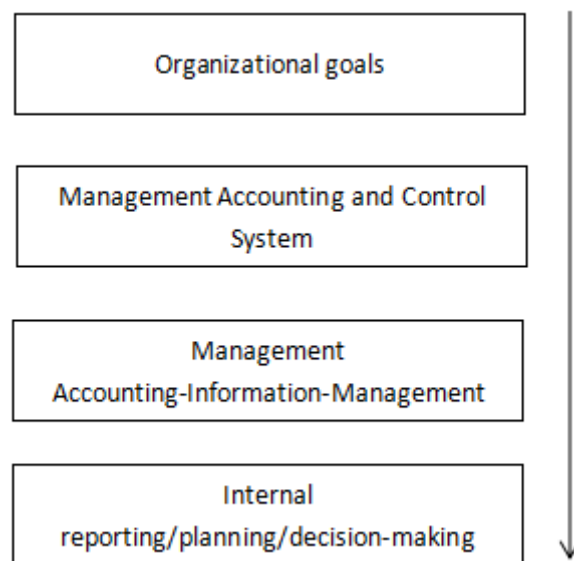 Organizational goals
Management Accounting and Control
System
Management
Accounting-Information-Management
Internal
reporting/planning/decision-making